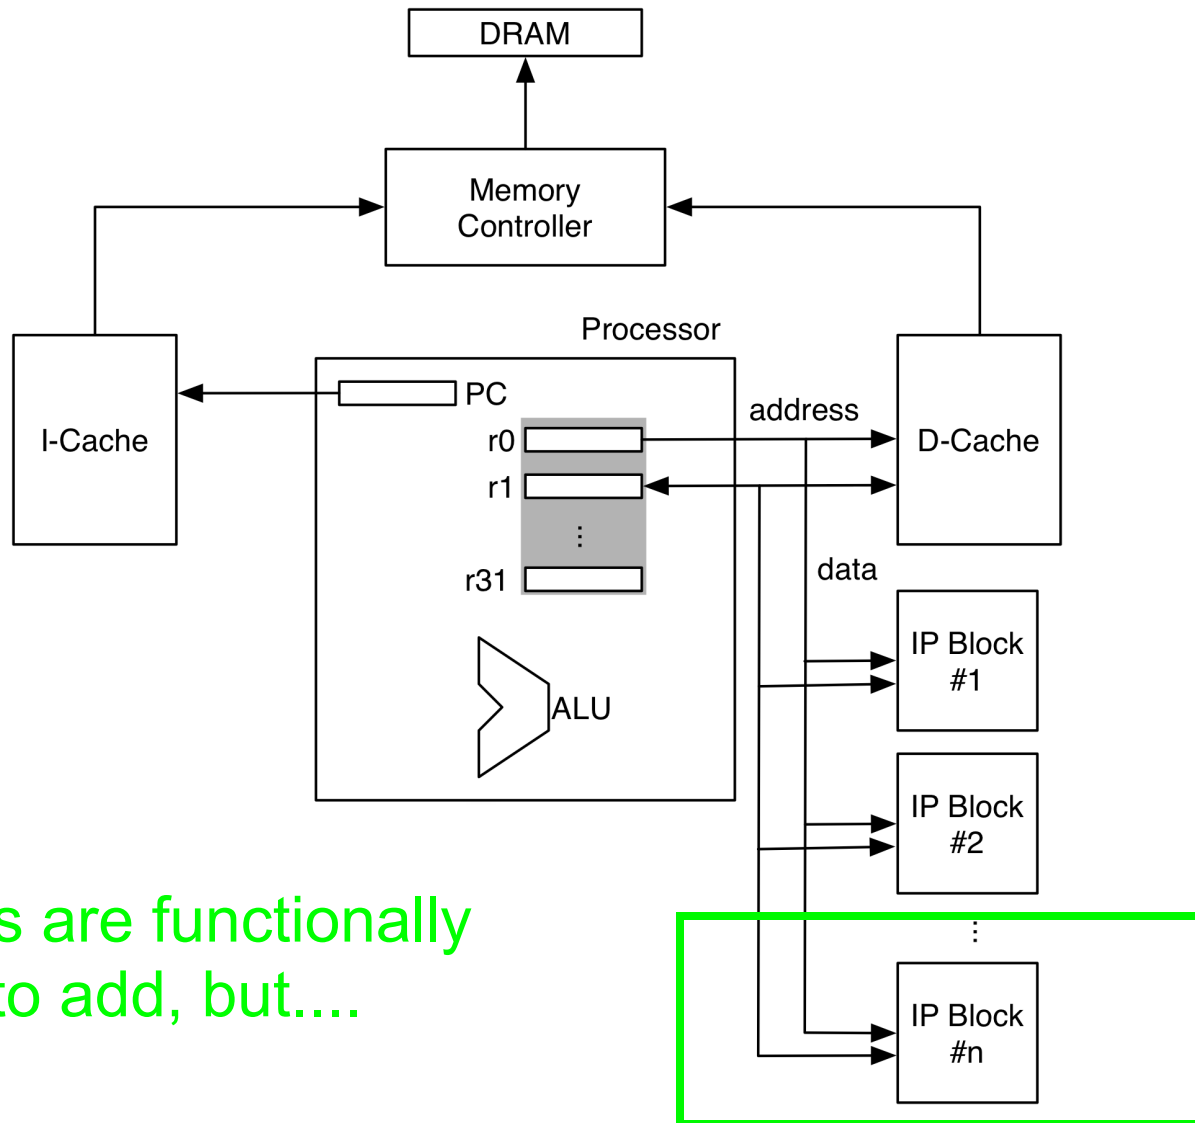 DRAM
Memory
Controller
Processor
PC
address
I-Cache
r0
D-Cache
r1
⋮
r31
data
IP Block
#1
ALU
IP Block
#2
s are functionally
to add, but....
⋮
IP Block
#n